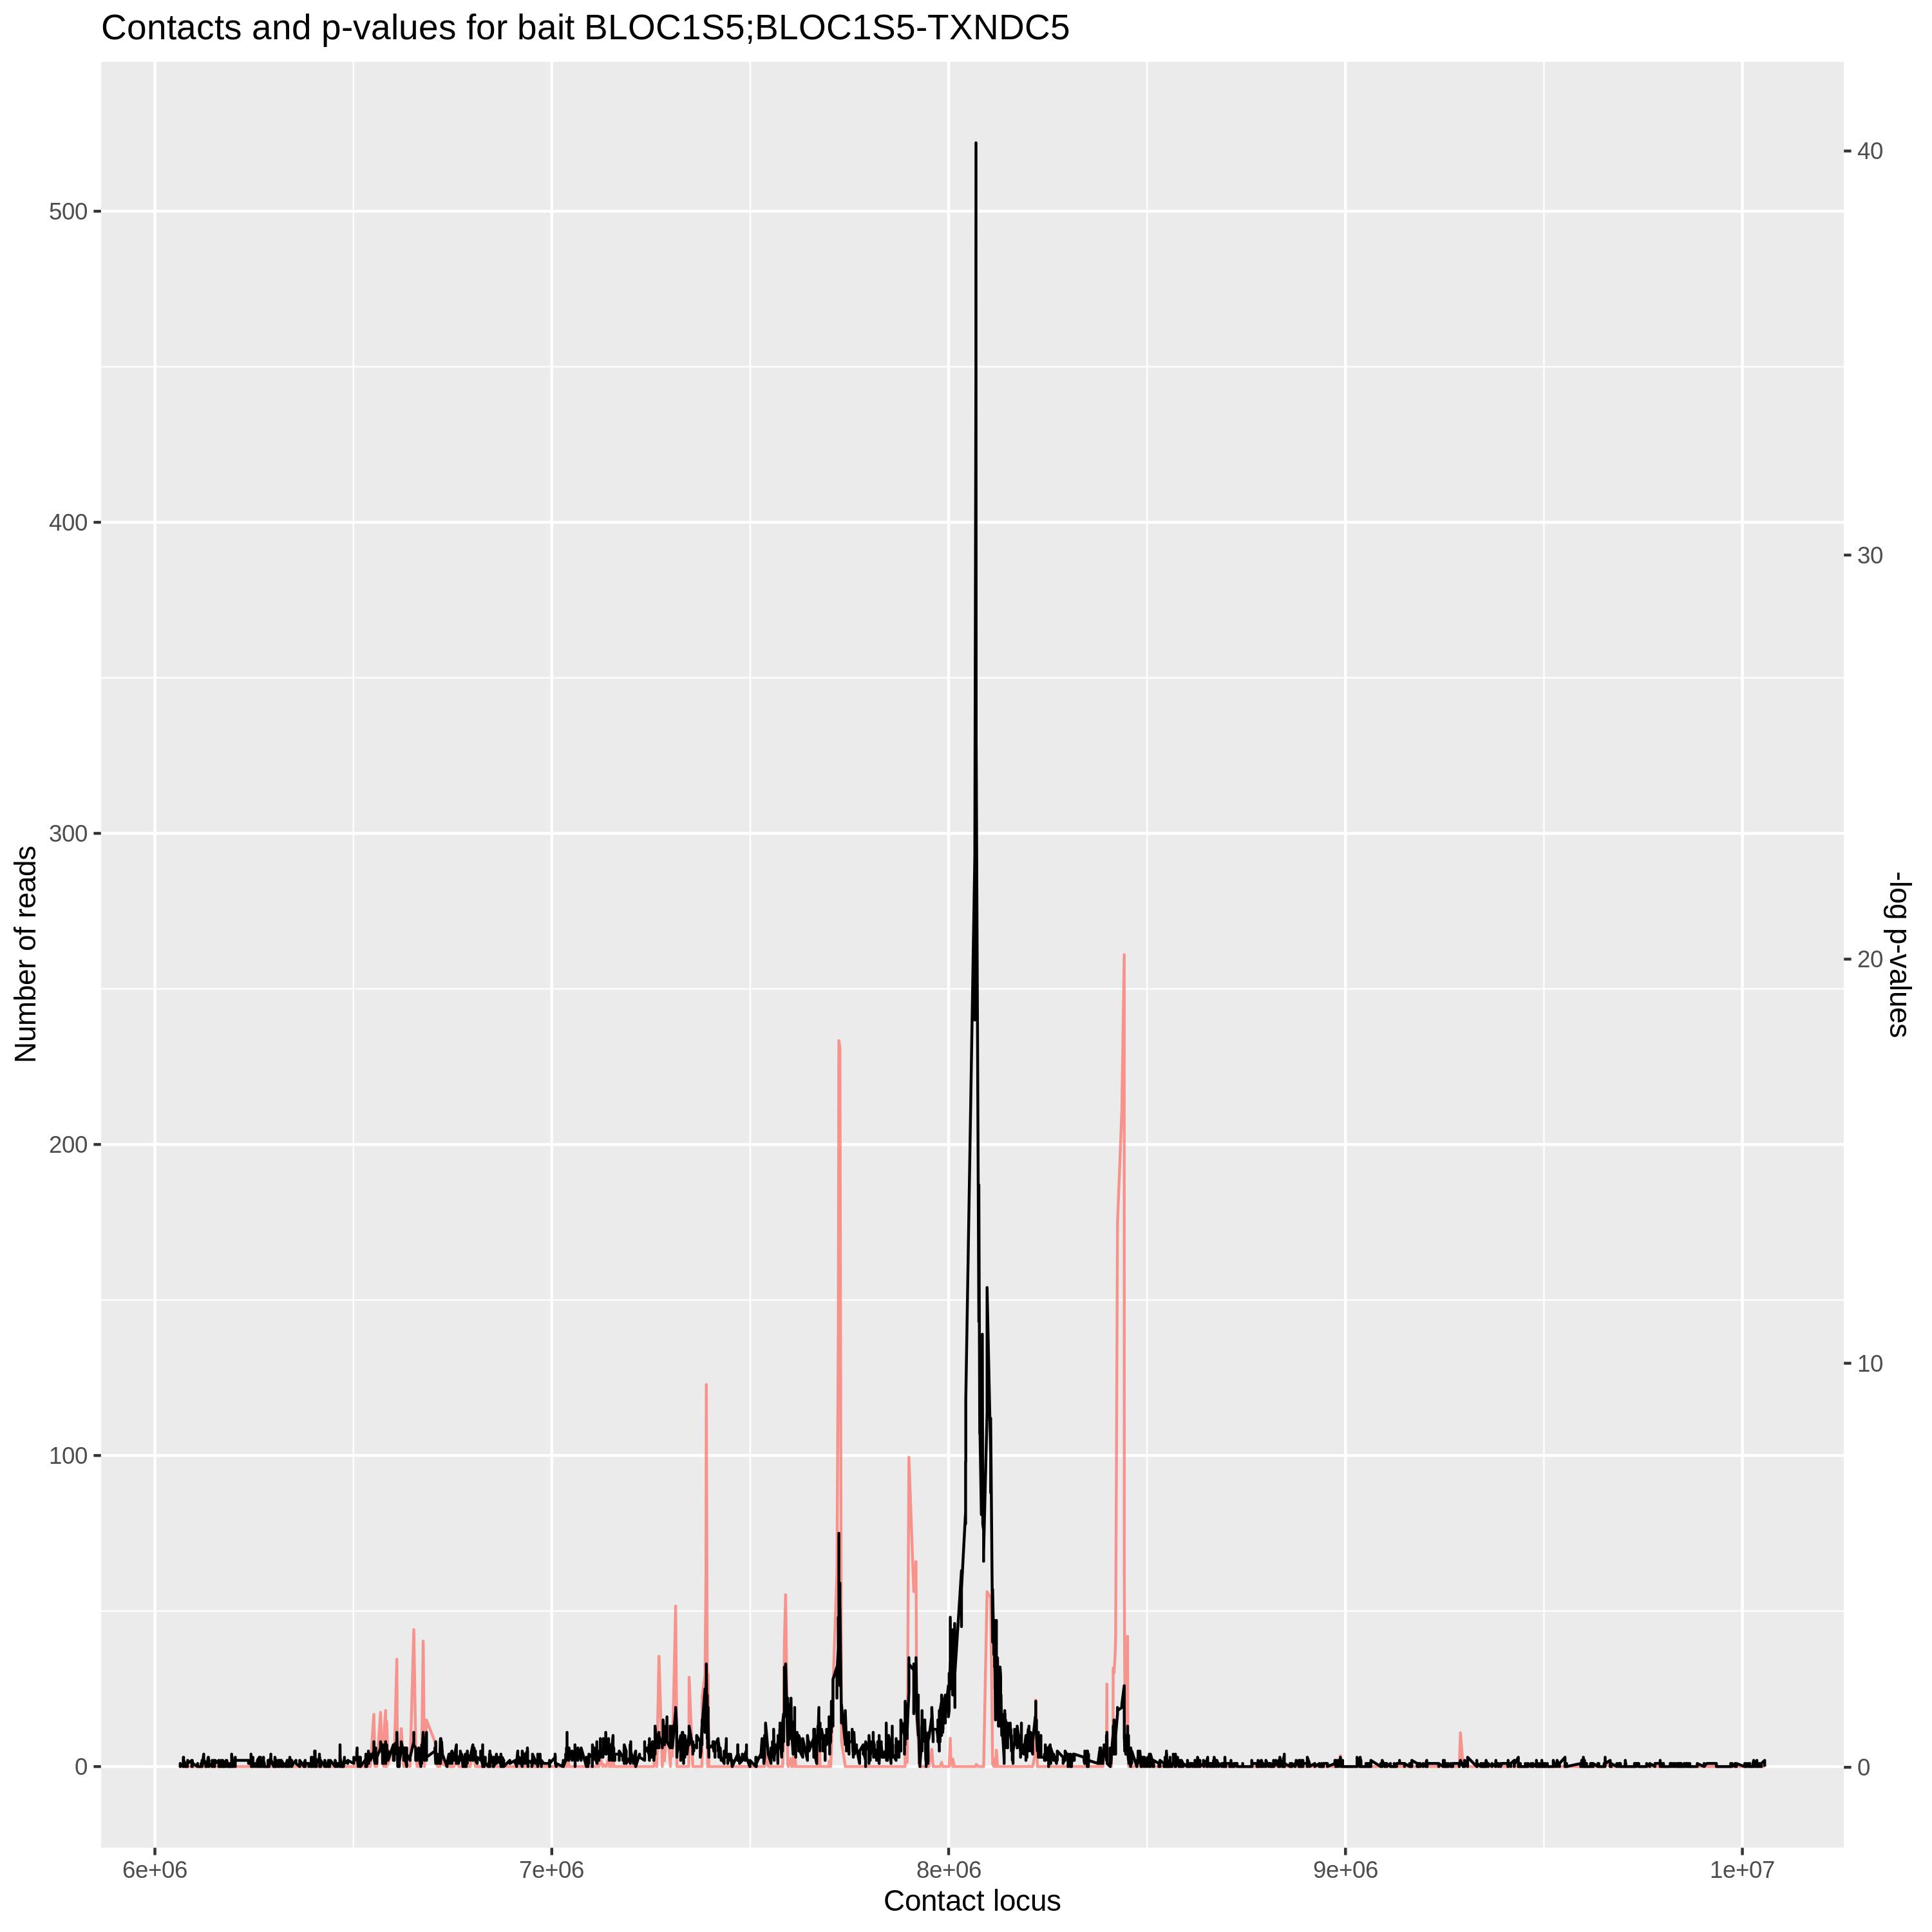 Contacts and p-values for bait BLOC1S5;BLOC1S5-TXNDC5
500
400
300
200
100
0
Number of reads
40
30
20
10
0
-log p-values
6e+06
7e+06
8e+06
9e+06
1e+07
Contact locus